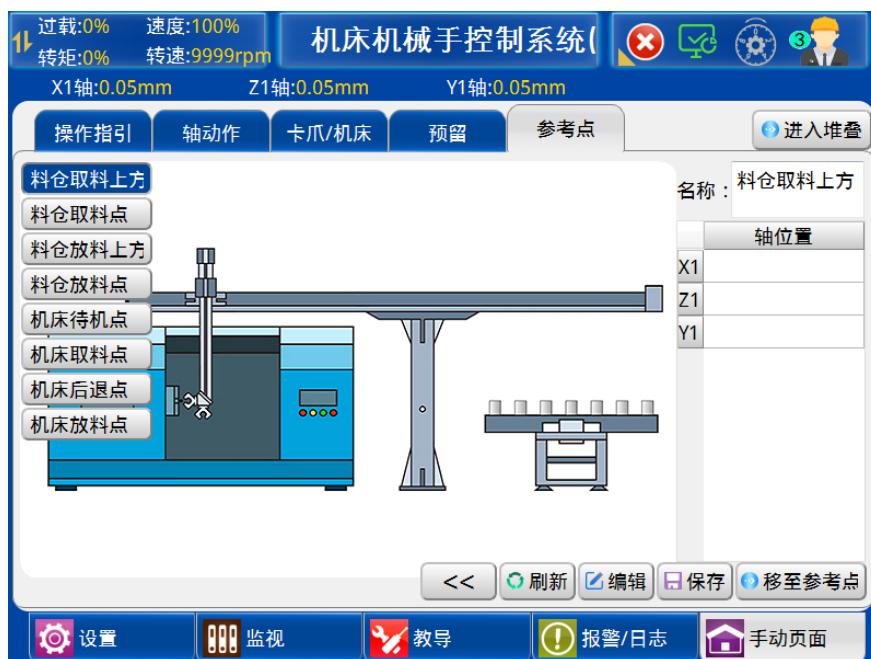 过载:0% 速度:100%
转矩:0% 转速:9999rpm
机床机械手控制系统(
3
X1轴:0.05mm Z1轴:0.05mm Y1轴:0.05mm
操作指引 轴动作 卡爪/机床 预留 参考点 进入堆叠
料仓取料上方
料仓取料点
料仓放料上方
料仓放料点
机床待机点
机床取料点
机床后退点
机床放料点
名称: 料仓取料上方
轴位置
X1
Z1
Y1
<< 刷新 编辑 保存 移至参考点
设置 监视 教导 报警/日志 手动页面